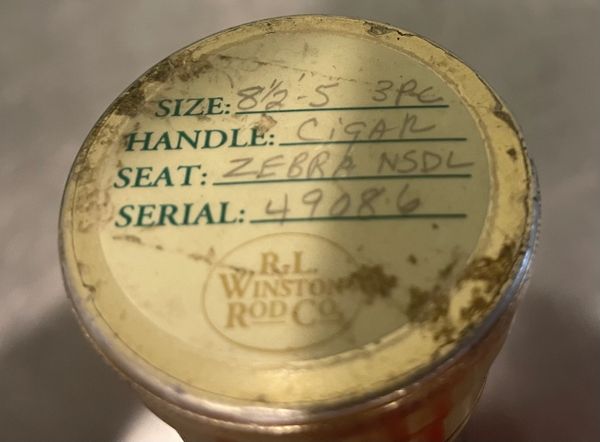 SIZE: 8½'-5 3PC
HANDLE: CIGAR
SEAT: ZEBRA NSDL
SERIAL: 49086
R.L.
WINSTON
ROD CO.